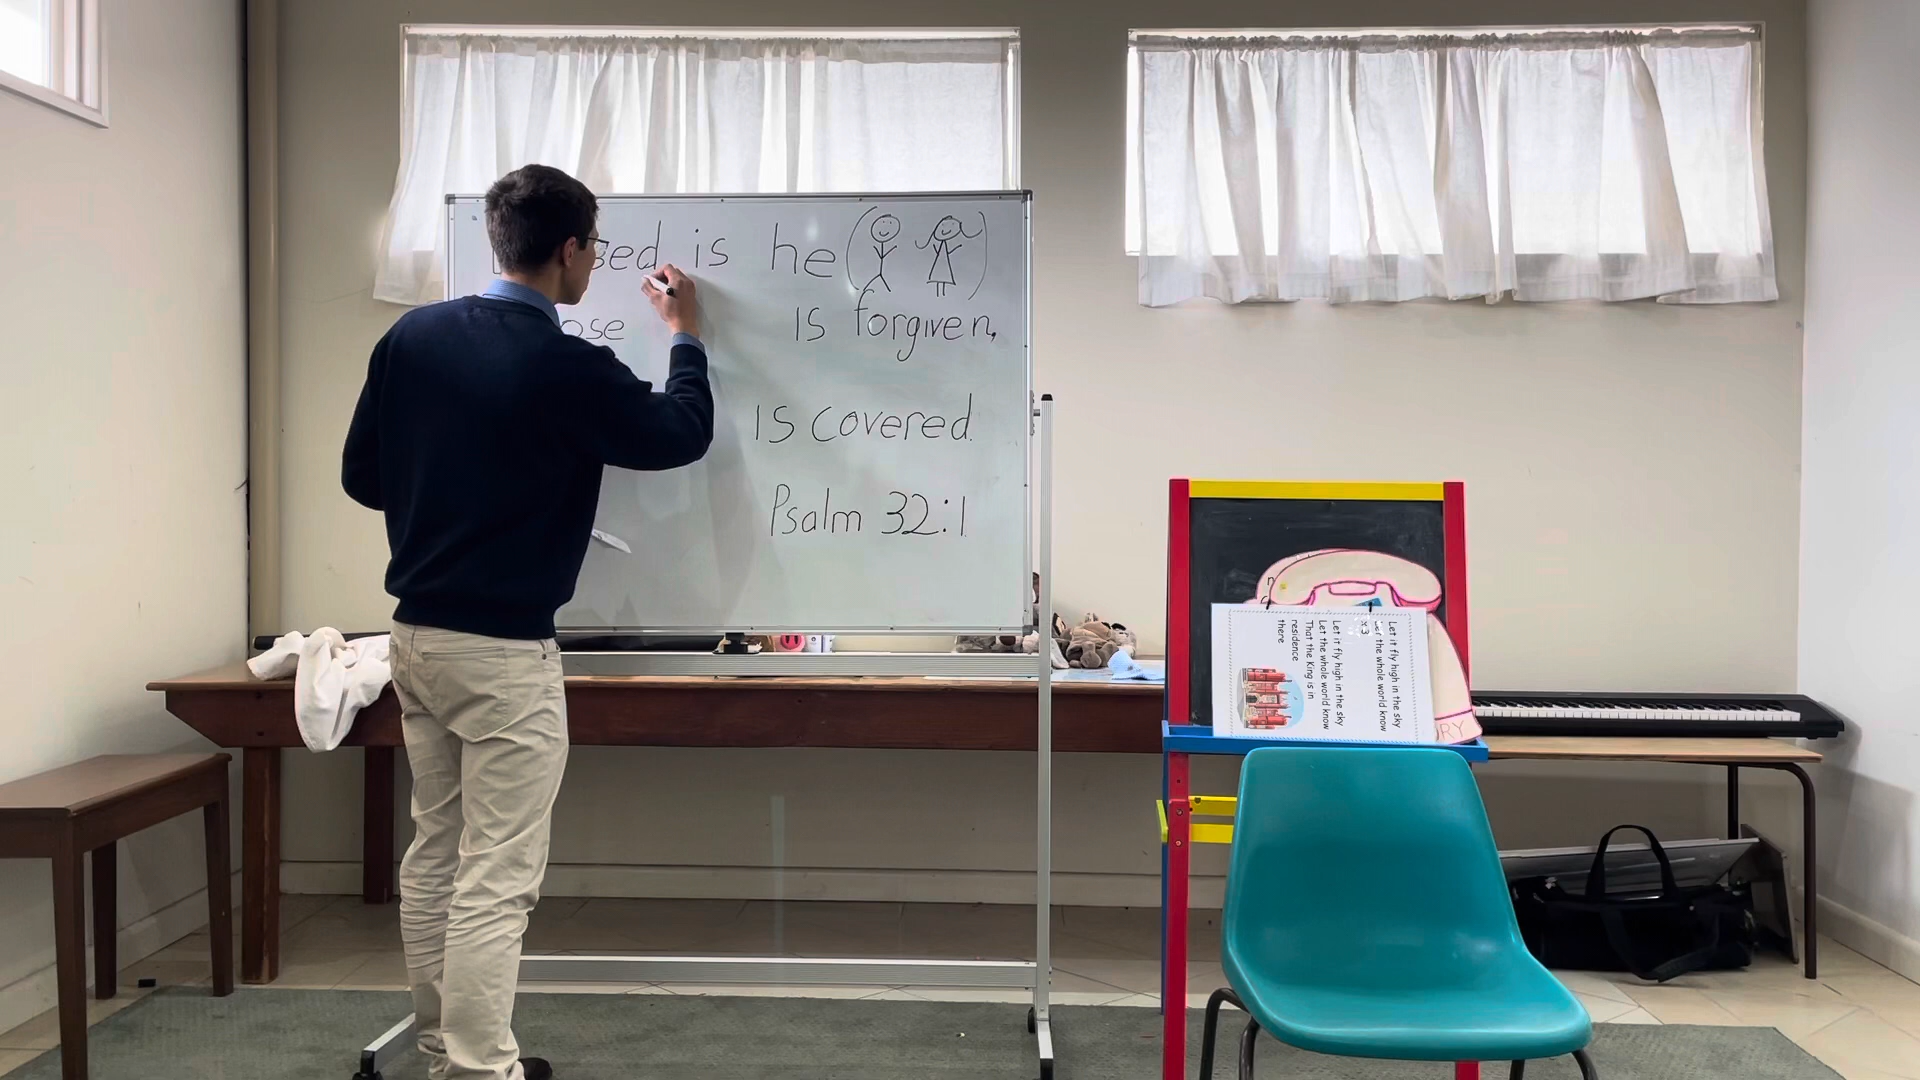 is he
is forgiven.
is covered.
Psalm 32:1
Let it fly high in the sky
Let the whole world know
x3
Let it fly high in the sky
Let the whole world know
That the King is in
residence
there
RY